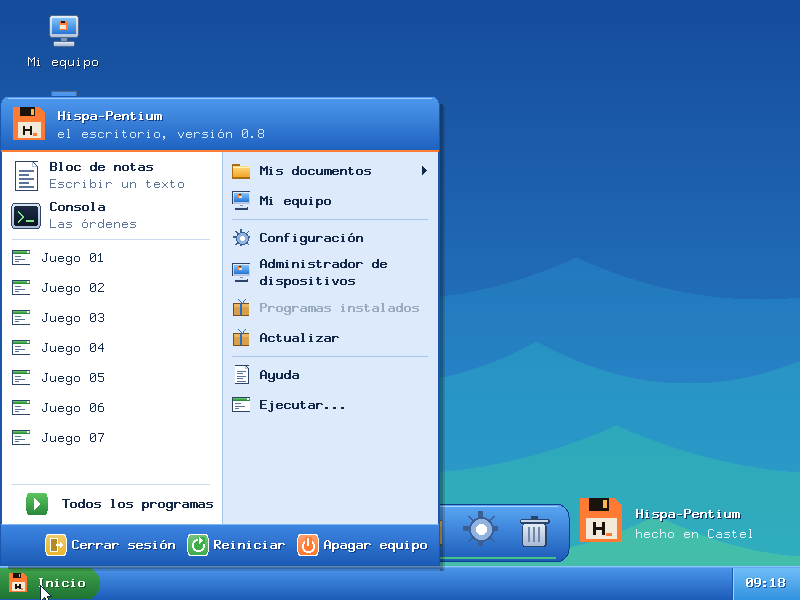 Mi equipo
Hispa-Pentium
el escritorio, versión 0.8
Bloc de notas
Escribir un texto
Consola
Las órdenes
Juego 01
Juego 02
Juego 03
Juego 04
Juego 05
Juego 06
Juego 07
Todos los programas
Mis documentos
Mi equipo
Configuración
Administrador de
dispositivos
Programas instalados
Actualizar
Ayuda
Ejecutar...
Cerrar sesión
Reiniciar
Apagar equipo
H.
Hispa-Pentium
hecho en Castel
Inicio
09:18